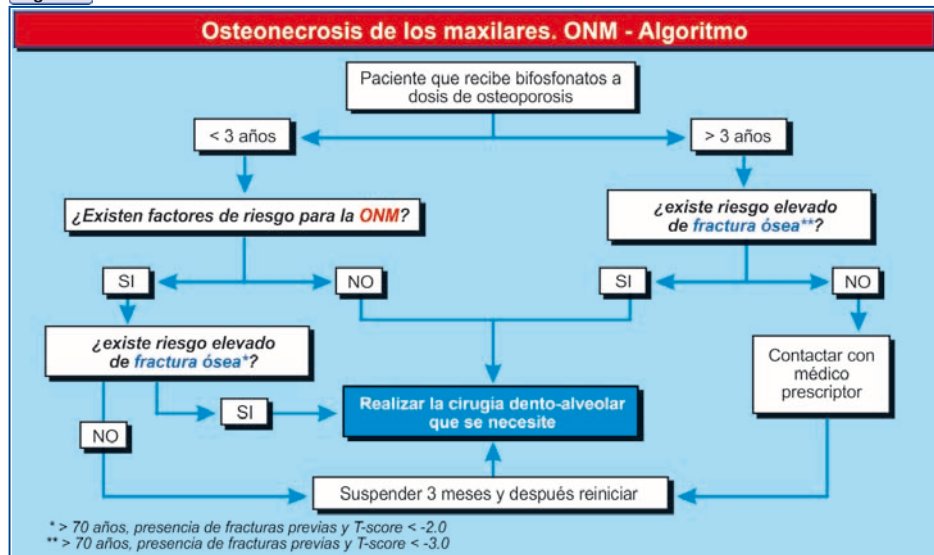 Osteonecrosis de los maxilares. ONM - Algoritmo
Paciente que recibe bifosfonatos a
dosis de osteoporosis
< 3 años
> 3 años
¿Existen factores de riesgo para la ONM?
¿existe riesgo elevado
de fractura ósea**?
SI
NO
SI
NO
¿existe riesgo elevado
de fractura ósea*?
Contactar con
médico
prescriptor
Realizar la cirugía dento-alveolar
que se necesite
SI
NO
Suspender 3 meses y después reiniciar
* > 70 años, presencia de fracturas previas y T-score < -2.0
** > 70 años, presencia de fracturas previas y T-score < -3.0